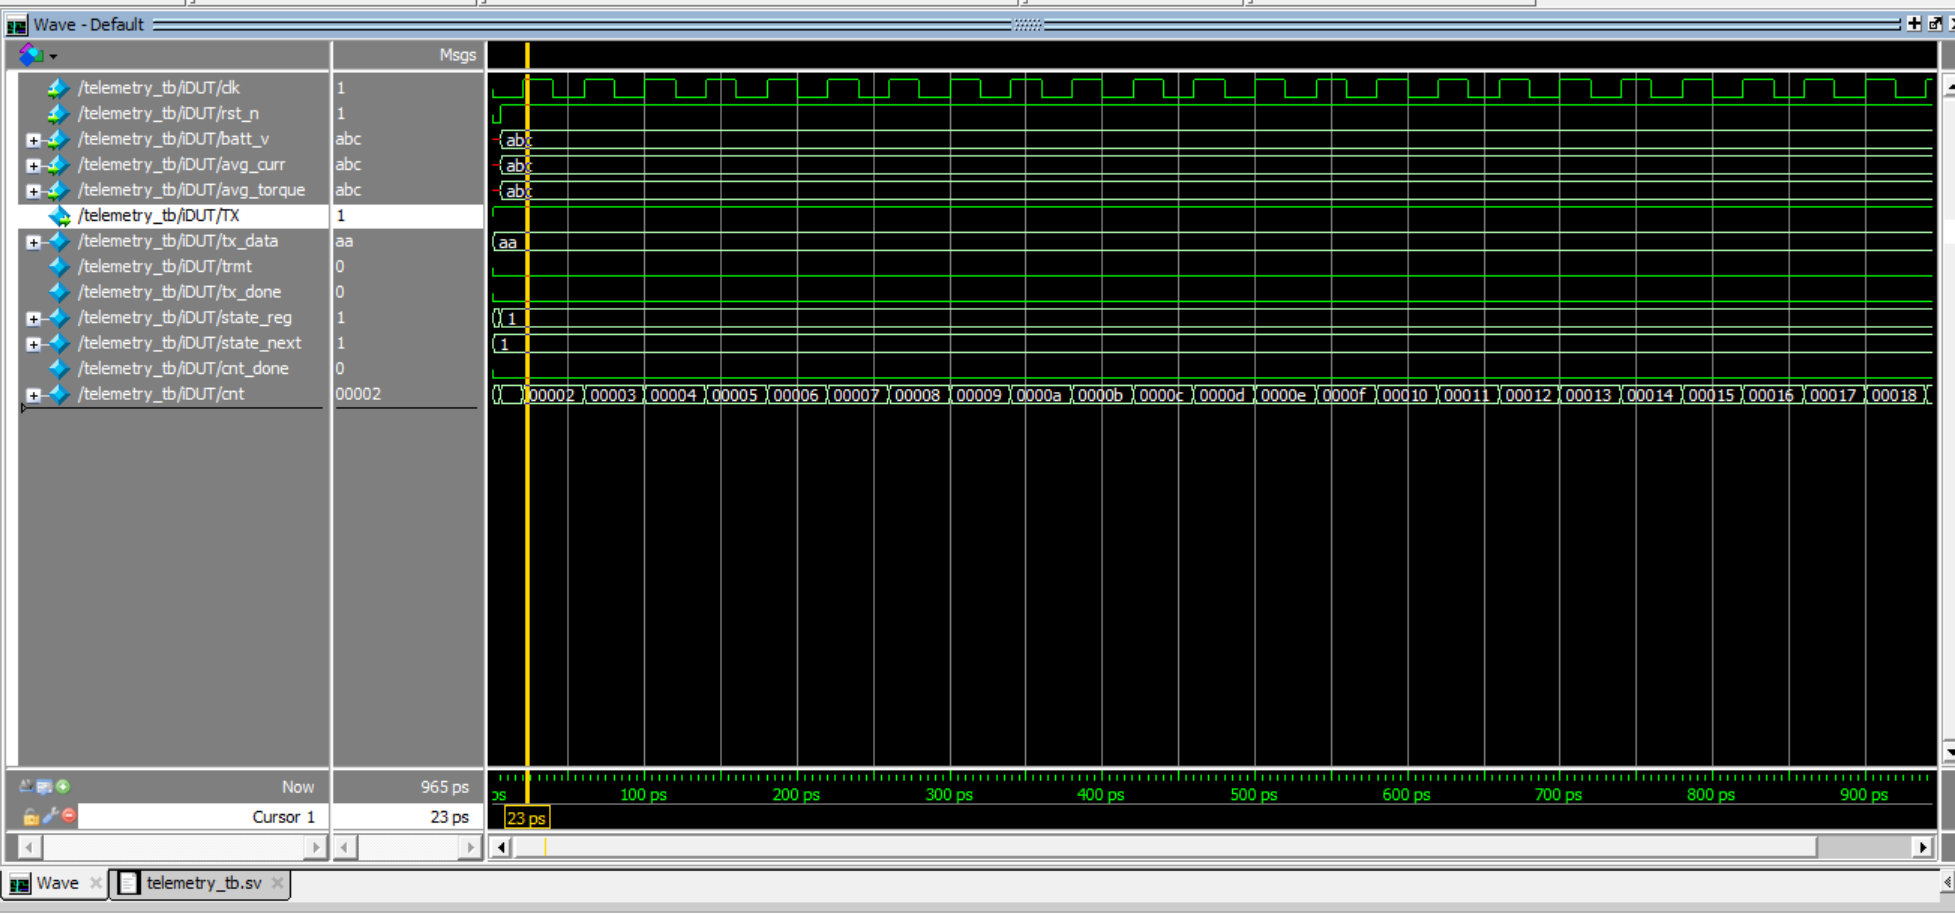 Wave - Default
Msgs
/telemetry_tb/iDUT/clk 1
/telemetry_tb/iDUT/rst_n 1
/telemetry_tb/iDUT/batt_v abc abc
/telemetry_tb/iDUT/avg_curr abc abc
/telemetry_tb/iDUT/avg_torque abc abc
/telemetry_tb/iDUT/TX 1
/telemetry_tb/iDUT/tx_data aa aa
/telemetry_tb/iDUT/trmt 0
/telemetry_tb/iDUT/tx_done 0
/telemetry_tb/iDUT/state_reg 1 1
/telemetry_tb/iDUT/state_next 1 1
/telemetry_tb/iDUT/cnt_done 0
/telemetry_tb/iDUT/cnt 00002 00002 00003 00004 00005 00006 00007 00008 00009 0000a 0000b 0000c 0000d 0000e 0000f 00010 00011 00012 00013 00014 00015 00016 00017 00018
Now 965 ps ps 100 ps 200 ps 300 ps 400 ps 500 ps 600 ps 700 ps 800 ps 900 ps
Cursor 1 23 ps 23 ps
Wave telemetry_tb.sv